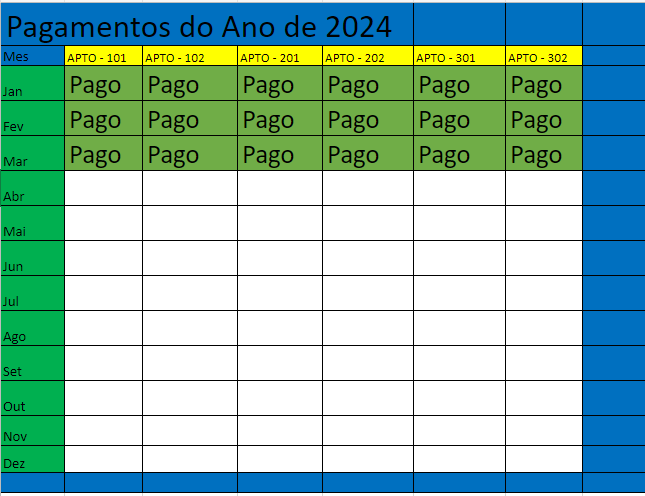 Pagamentos do Ano de 2024
Mes APTO - 101 APTO - 102 APTO - 201 APTO - 202 APTO - 301 APTO - 302
Jan Pago Pago Pago Pago Pago Pago
Fev Pago Pago Pago Pago Pago Pago
Mar Pago Pago Pago Pago Pago Pago
Abr
Mai
Jun
Jul
Ago
Set
Out
Nov
Dez